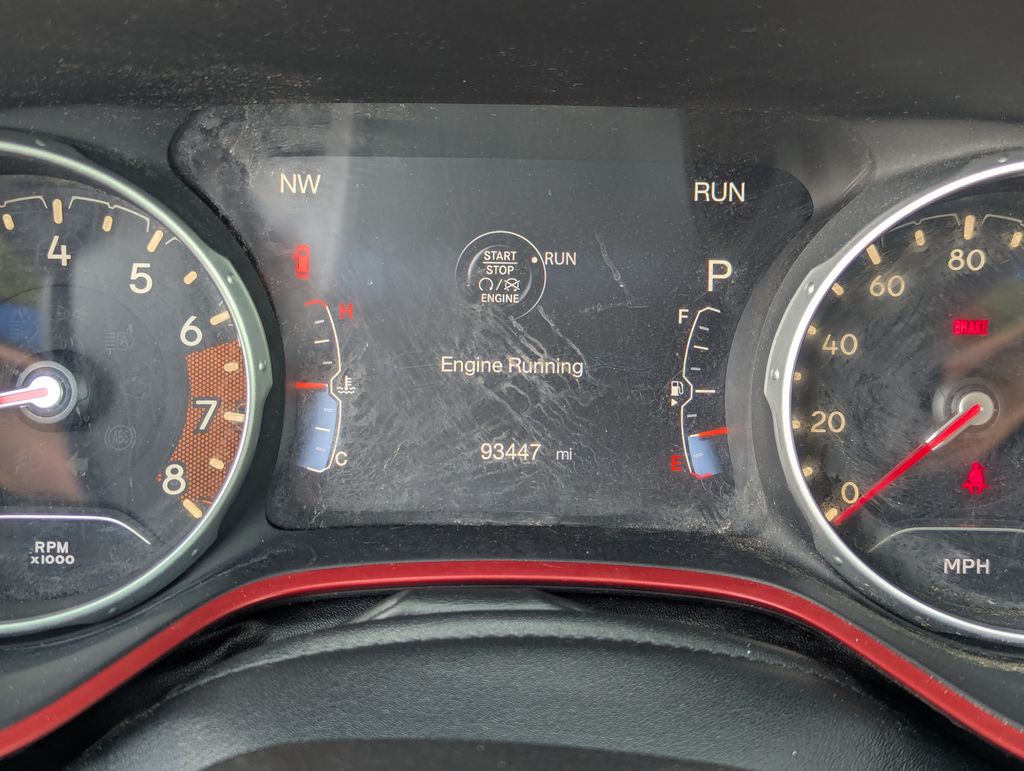 NW
RUN
START
STOP
ENGINE
RUN
P
H
C
F
E
Engine Running
93447 mi
4
5
6
7
8
RPM
x1000
ABS
0
20
40
60
80
BRAKE
MPH